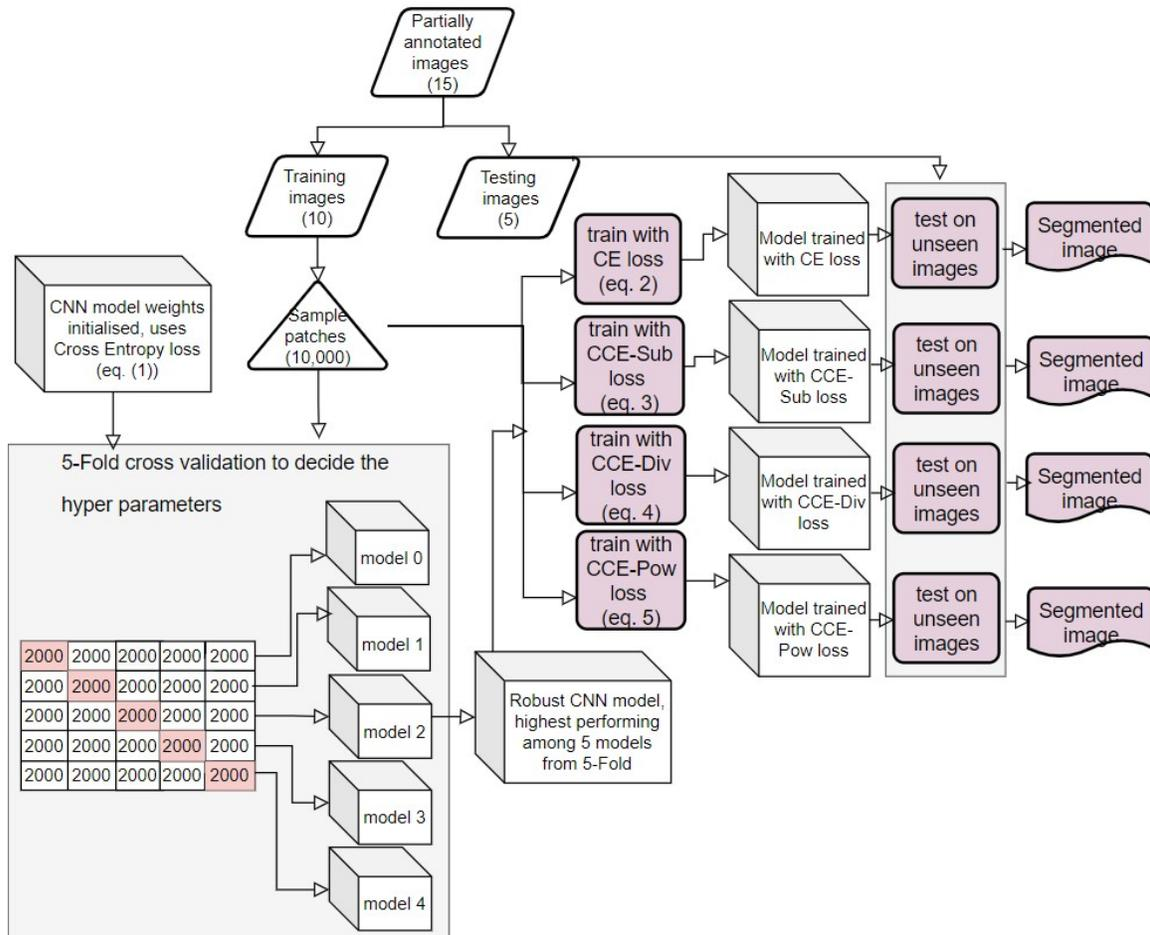 Partially
annotated
images
(15)
Training
images
(10)
Testing
images
(5)
CNN model weights
initialised, uses
Cross Entropy loss
(eq. (1))
Sample
patches
(10,000)
train with
CE loss
(eq. 2)
Model trained
with CE loss
test on
unseen
images
Segmented
image
train with
CCE-Sub
loss
(eq. 3)
Model trained
with CCE-
Sub loss
test on
unseen
images
Segmented
image
train with
CCE-Div
loss
(eq. 4)
Model trained
with CCE-Div
loss
test on
unseen
images
Segmented
image
train with
CCE-Pow
loss
(eq. 5)
Model trained
with CCE-
Pow loss
test on
unseen
images
Segmented
image
5-Fold cross validation to decide the
hyper parameters
2000 2000 2000 2000 2000
2000 2000 2000 2000 2000
2000 2000 2000 2000 2000
2000 2000 2000 2000 2000
2000 2000 2000 2000 2000
model 0
model 1
model 2
model 3
model 4
Robust CNN model,
highest performing
among 5 models
from 5-Fold